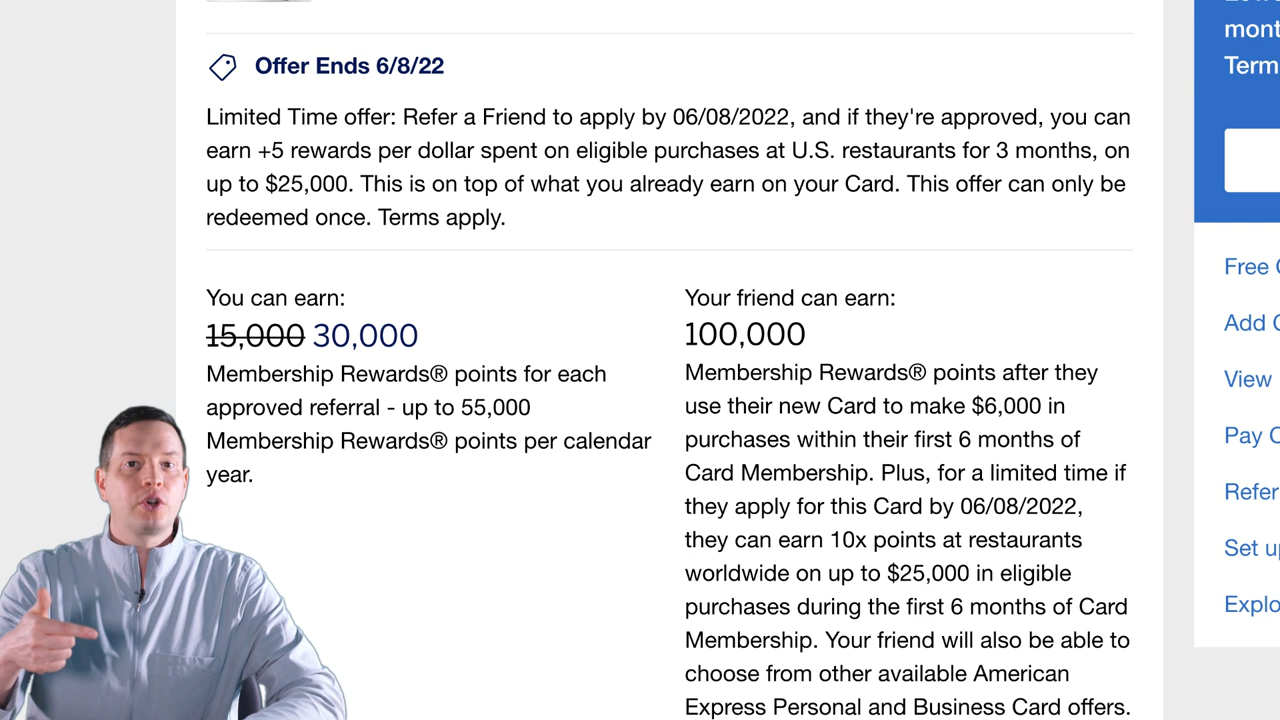 Offer Ends 6/8/22
Limited Time offer: Refer a Friend to apply by 06/08/2022, and if they're approved, you can
earn +5 rewards per dollar spent on eligible purchases at U.S. restaurants for 3 months, on
up to $25,000. This is on top of what you already earn on your Card. This offer can only be
redeemed once. Terms apply.
You can earn:
15,000 30,000
Membership Rewards® points for each
approved referral - up to 55,000
Membership Rewards® points per calendar
year.
Your friend can earn:
100,000
Membership Rewards® points after they
use their new Card to make $6,000 in
purchases within their first 6 months of
Card Membership. Plus, for a limited time if
they apply for this Card by 06/08/2022,
they can earn 10x points at restaurants
worldwide on up to $25,000 in eligible
purchases during the first 6 months of Card
Membership. Your friend will also be able to
choose from other available American
Express Personal and Business Card offers.
mont
Term
Free
Add
View
Pay
Refer
Set
Explo